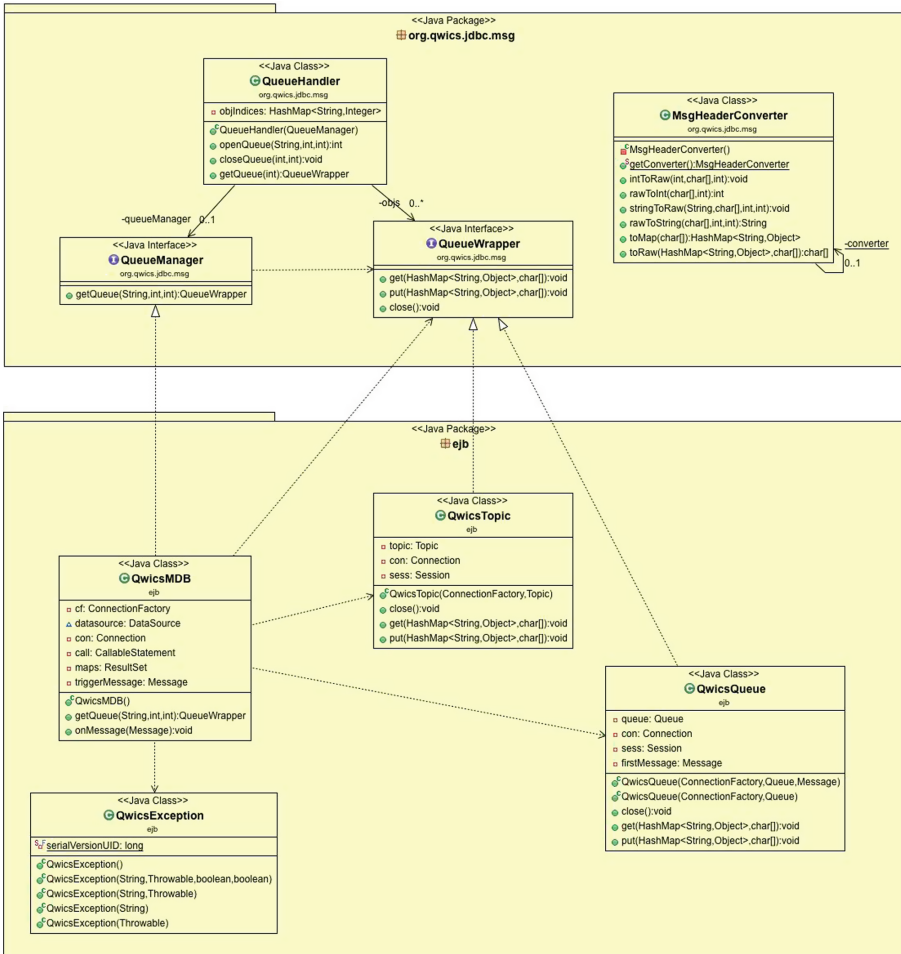 <<Java Package>>
org.qwics.jdbc.msg
<<Java Class>>
QueueHandler
org.qwics.jdbc.msg
objIndices: HashMap<String,Integer>
QueueHandler(QueueManager)
openQueue(String,int,int):int
closeQueue(int,int):void
getQueue(int):QueueWrapper
<<Java Class>>
MsgHeaderConverter
org.qwics.jdbc.msg
MsgHeaderConverter()
getConverter():MsgHeaderConverter
intToRaw(int,char[],int):void
rawToInt(char[],int):int
stringToRaw(String,char[],int,int):void
rawToString(char[],int,int):String
toMap(char[]):HashMap<String,Object>
toRaw(HashMap<String,Object>,char[]):char[]
-converter
0..1
-queueManager 0..1
-objs 0..*
<<Java Interface>>
QueueManager
org.qwics.jdbc.msg
getQueue(String,int,int):QueueWrapper
<<Java Interface>>
QueueWrapper
org.qwics.jdbc.msg
get(HashMap<String,Object>,char[]):void
put(HashMap<String,Object>,char[]):void
close():void
<<Java Package>>
ejb
<<Java Class>>
QwicsTopic
ejb
topic: Topic
con: Connection
sess: Session
QwicsTopic(ConnectionFactory,Topic)
close():void
get(HashMap<String,Object>,char[]):void
put(HashMap<String,Object>,char[]):void
<<Java Class>>
QwicsMDB
ejb
cf: ConnectionFactory
datasource: DataSource
con: Connection
call: CallableStatement
maps: ResultSet
triggerMessage: Message
QwicsMDB()
getQueue(String,int,int):QueueWrapper
onMessage(Message):void
<<Java Class>>
QwicsQueue
ejb
queue: Queue
con: Connection
sess: Session
firstMessage: Message
QwicsQueue(ConnectionFactory,Queue,Message)
QwicsQueue(ConnectionFactory,Queue)
close():void
get(HashMap<String,Object>,char[]):void
put(HashMap<String,Object>,char[]):void
<<Java Class>>
QwicsException
ejb
serialVersionUID: long
QwicsException()
QwicsException(String,Throwable,boolean,boolean)
QwicsException(String,Throwable)
QwicsException(String)
QwicsException(Throwable)